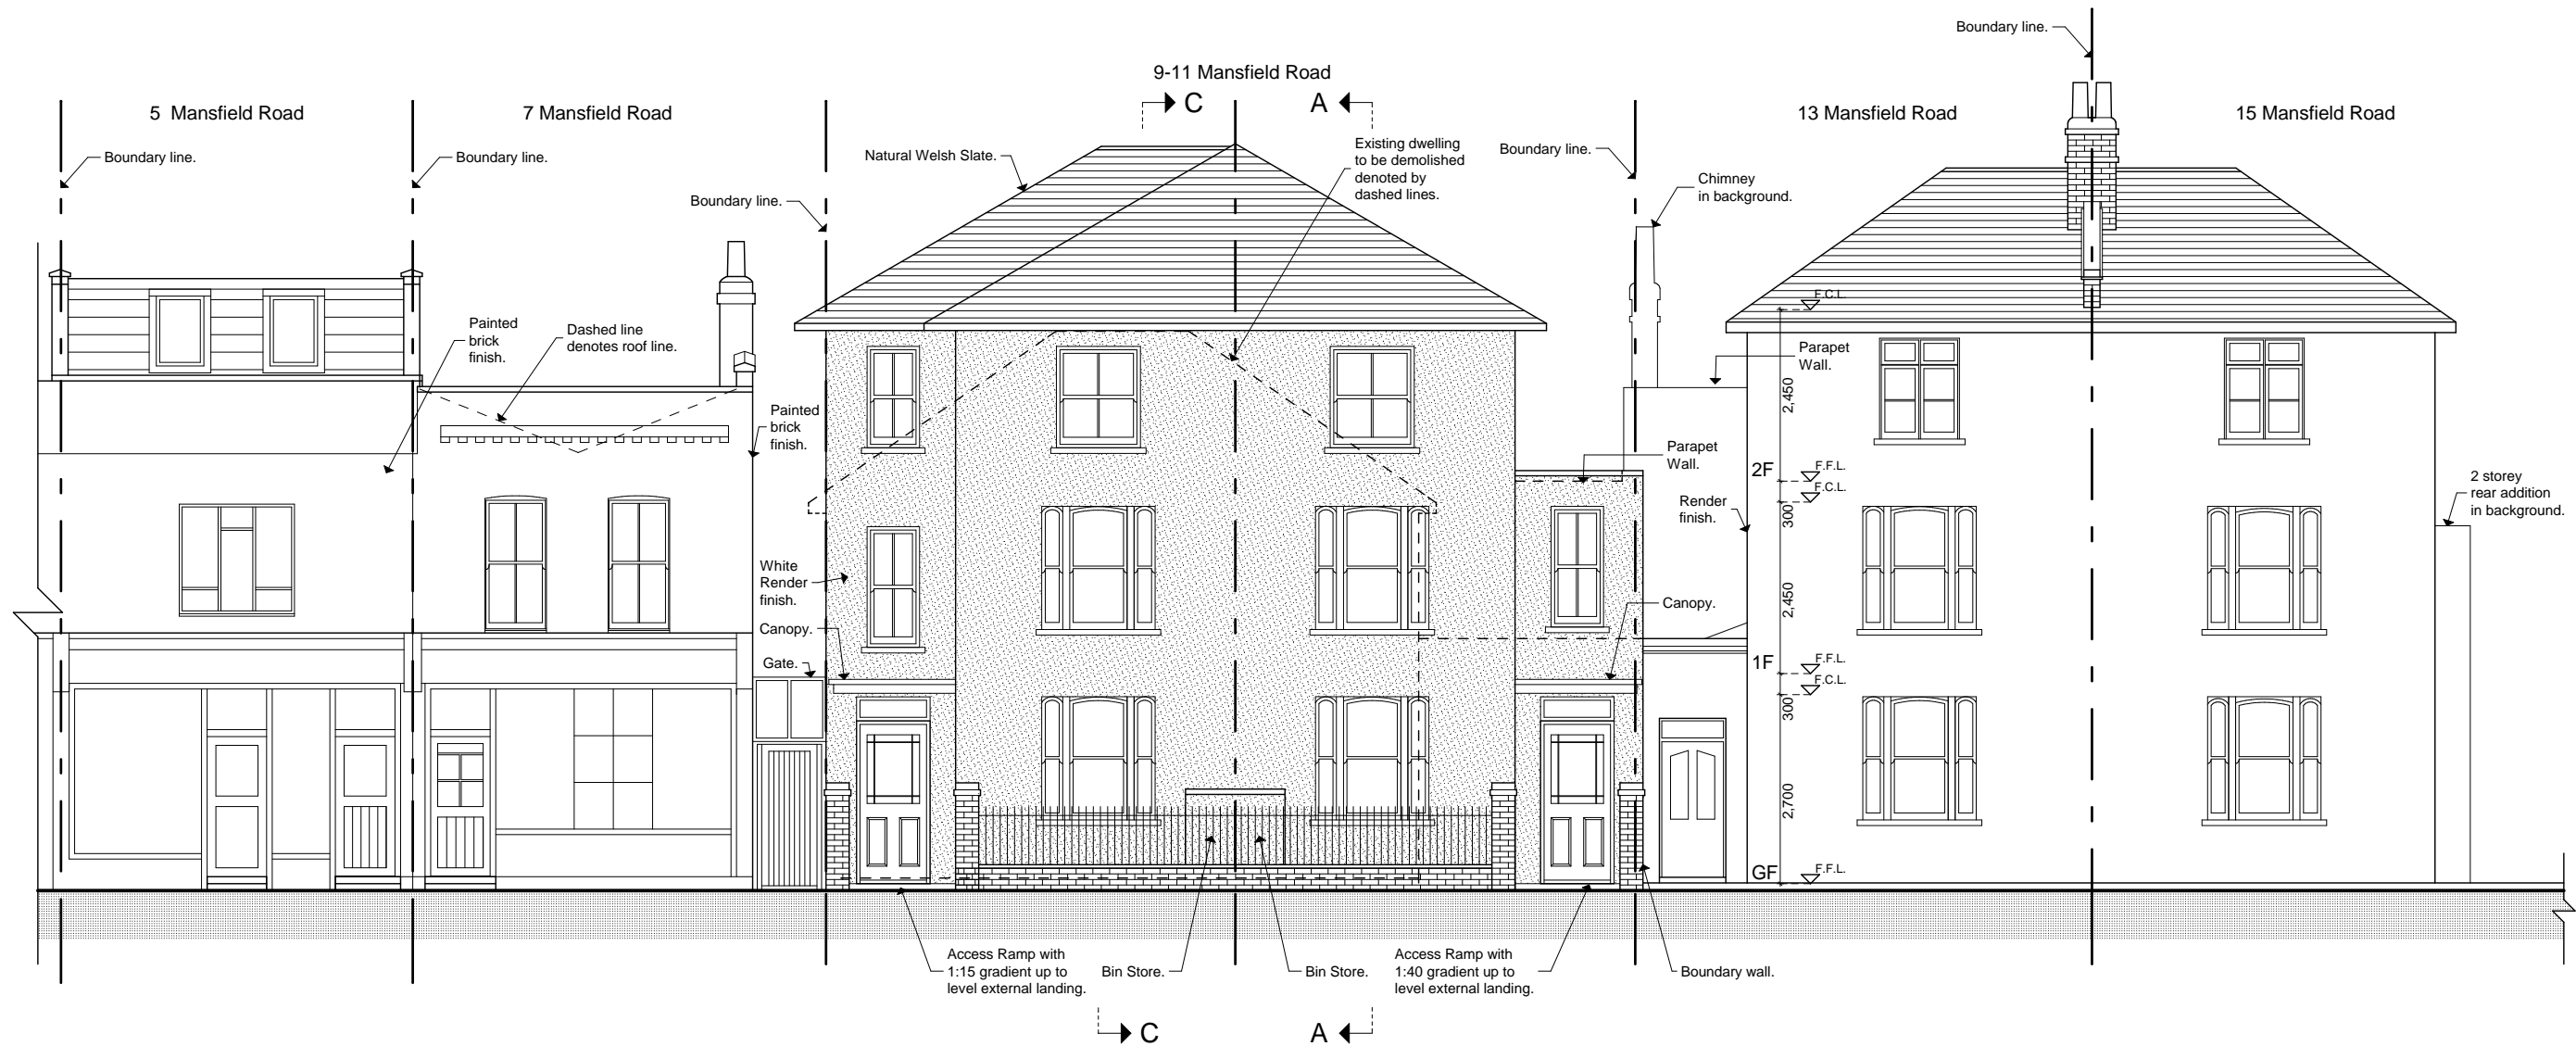 Boundary line.
9-11 Mansfield Road
C
A
5 Mansfield Road
7 Mansfield Road
13 Mansfield Road
15 Mansfield Road
Boundary line.
Boundary line.
Boundary line.
Natural Welsh Slate.
Existing dwelling
to be demolished
denoted by
dashed lines.
Boundary line.
Chimney
in background.
Painted
brick
finish.
Dashed line
denotes roof line.
Painted
brick
finish.
White
Render
finish.
Canopy.
Gate.
Parapet
Wall.
Parapet
Wall.
Render
finish.
Canopy.
F.C.L.
2,450
2F
F.F.L.
F.C.L.
300
2,450
1F
F.F.L.
F.C.L.
300
2,700
GF
F.F.L.
2 storey
rear addition
in background.
Access Ramp with
1:15 gradient up to
level external landing.
Bin Store.
Bin Store.
Access Ramp with
1:40 gradient up to
level external landing.
Boundary wall.
C
A